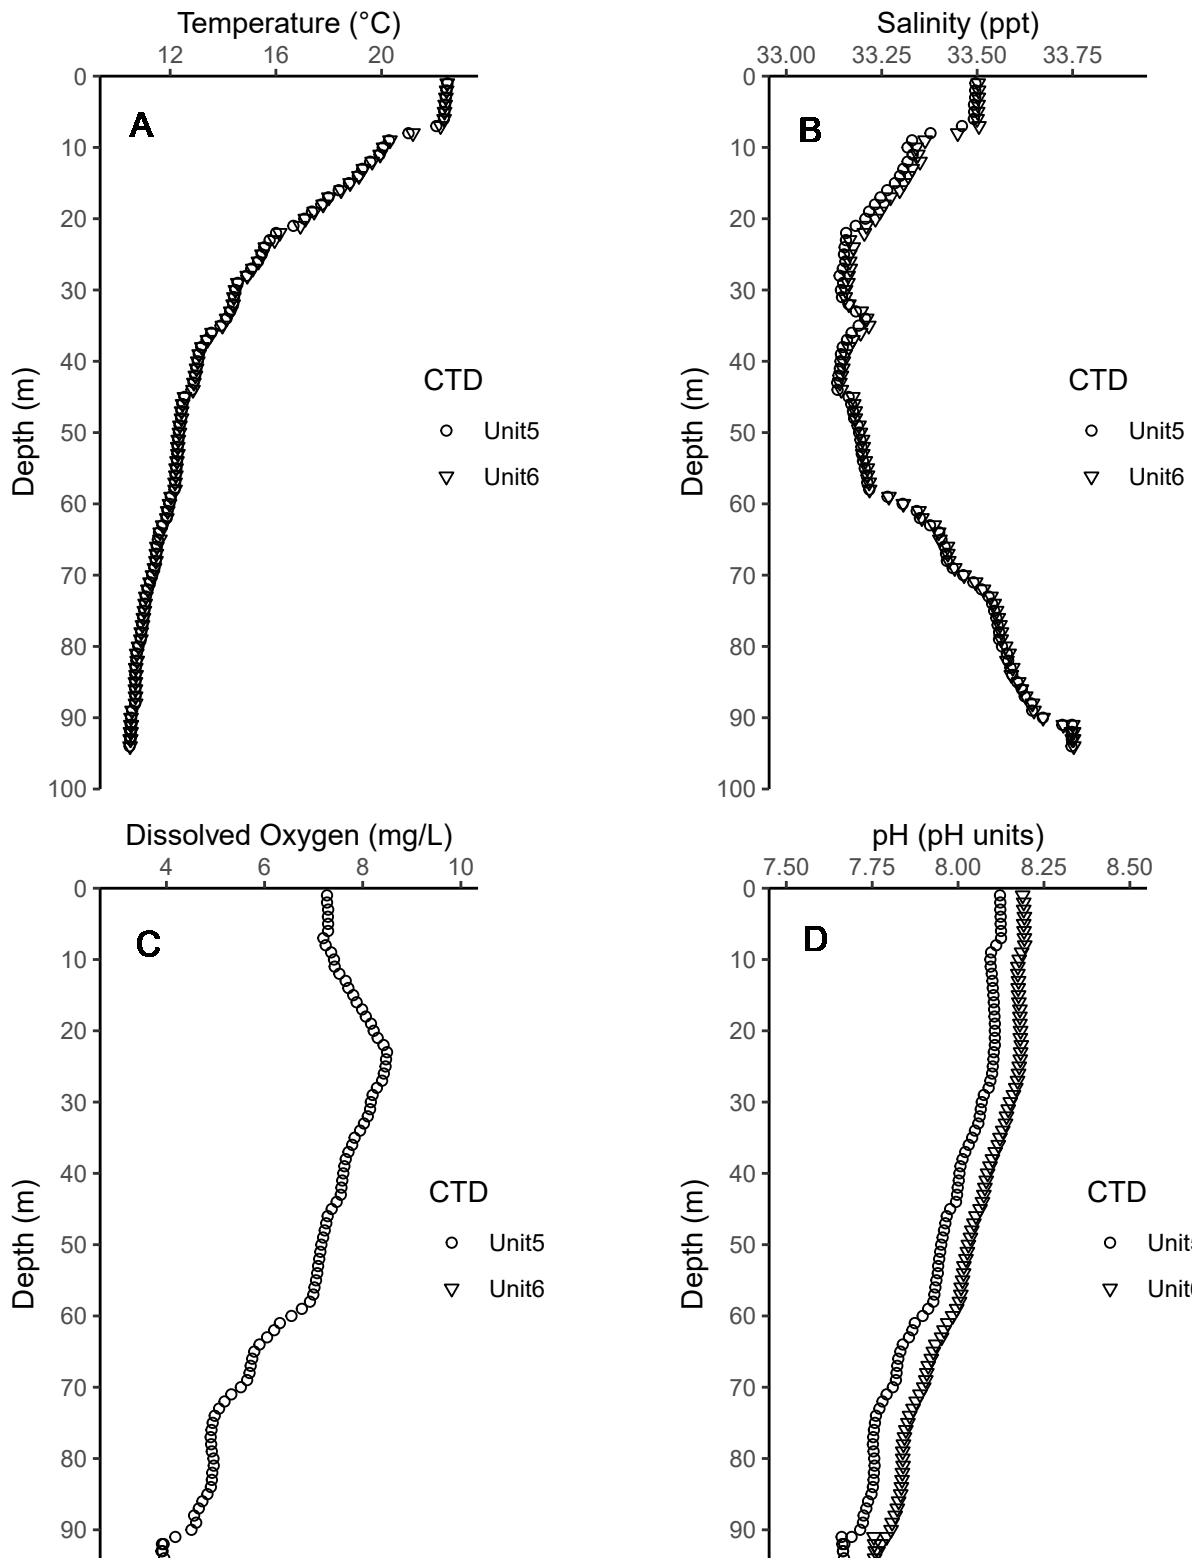 Temperature (°C)
12 16 20
0
10
20
30
40
50
60
70
80
90
100
Depth (m)
A
CTD
Unit5
Unit6
Salinity (ppt)
33.00 33.25 33.50 33.75
0
10
20
30
40
50
60
70
80
90
100
Depth (m)
B
CTD
Unit5
Unit6
Dissolved Oxygen (mg/L)
4 6 8 10
0
10
20
30
40
50
60
70
80
90
Depth (m)
C
CTD
Unit5
Unit6
pH (pH units)
7.50 7.75 8.00 8.25 8.50
0
10
20
30
40
50
60
70
80
90
Depth (m)
D
CTD